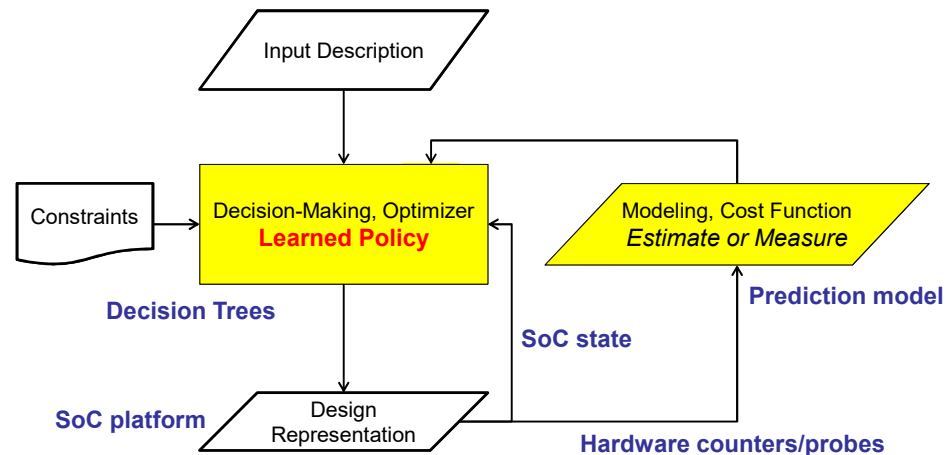 Input Description
Constraints
Decision-Making, Optimizer
Learned Policy
Modeling, Cost Function
Estimate or Measure
Decision Trees
Prediction model
SoC state
SoC platform
Design
Representation
Hardware counters/probes